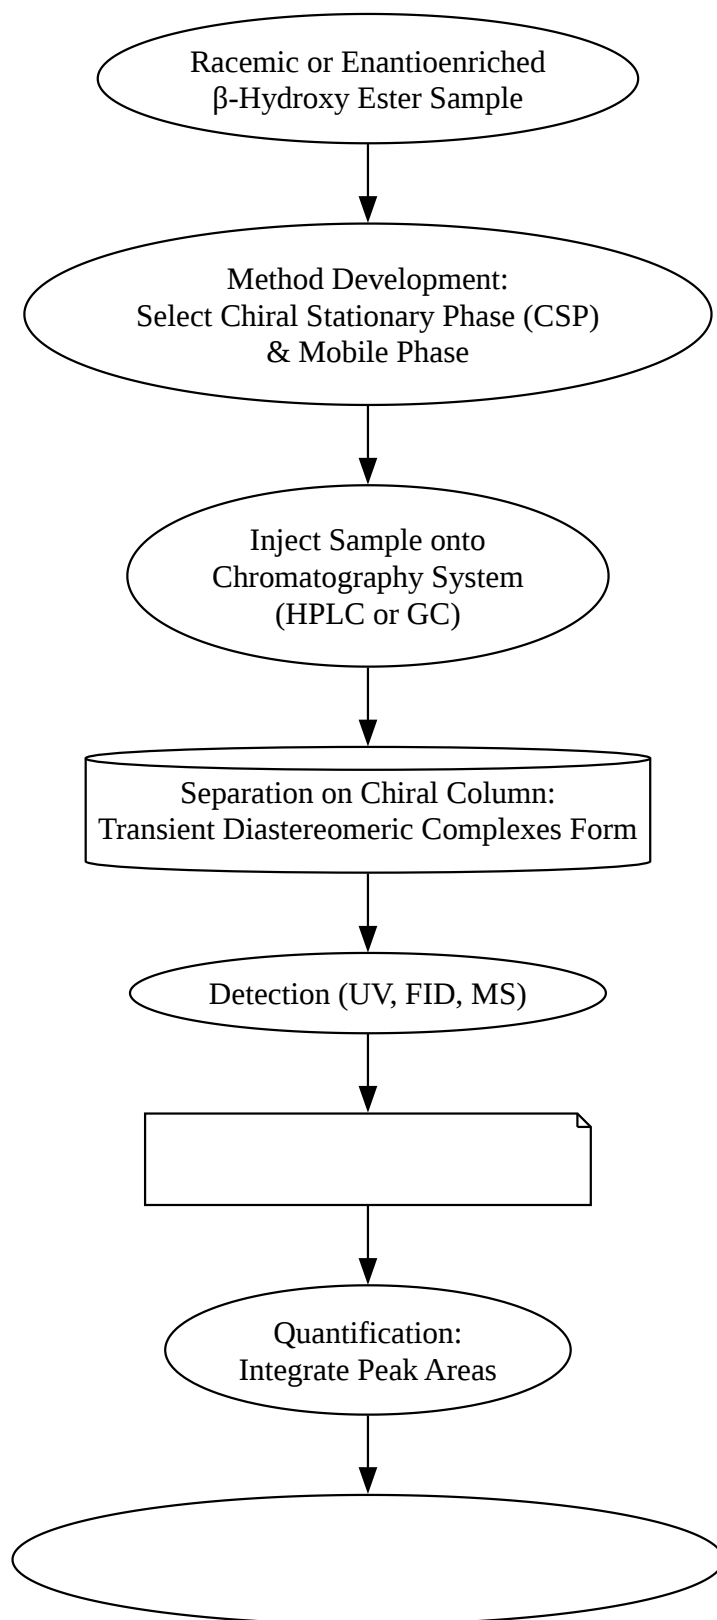 Racemic or Enantioenriched
β-Hydroxy Ester Sample
Method Development:
Select Chiral Stationary Phase (CSP)
& Mobile Phase
Inject Sample onto
Chromatography System
(HPLC or GC)
Separation on Chiral Column:
Transient Diastereomeric Complexes Form
Detection (UV, FID, MS)
Quantification:
Integrate Peak Areas